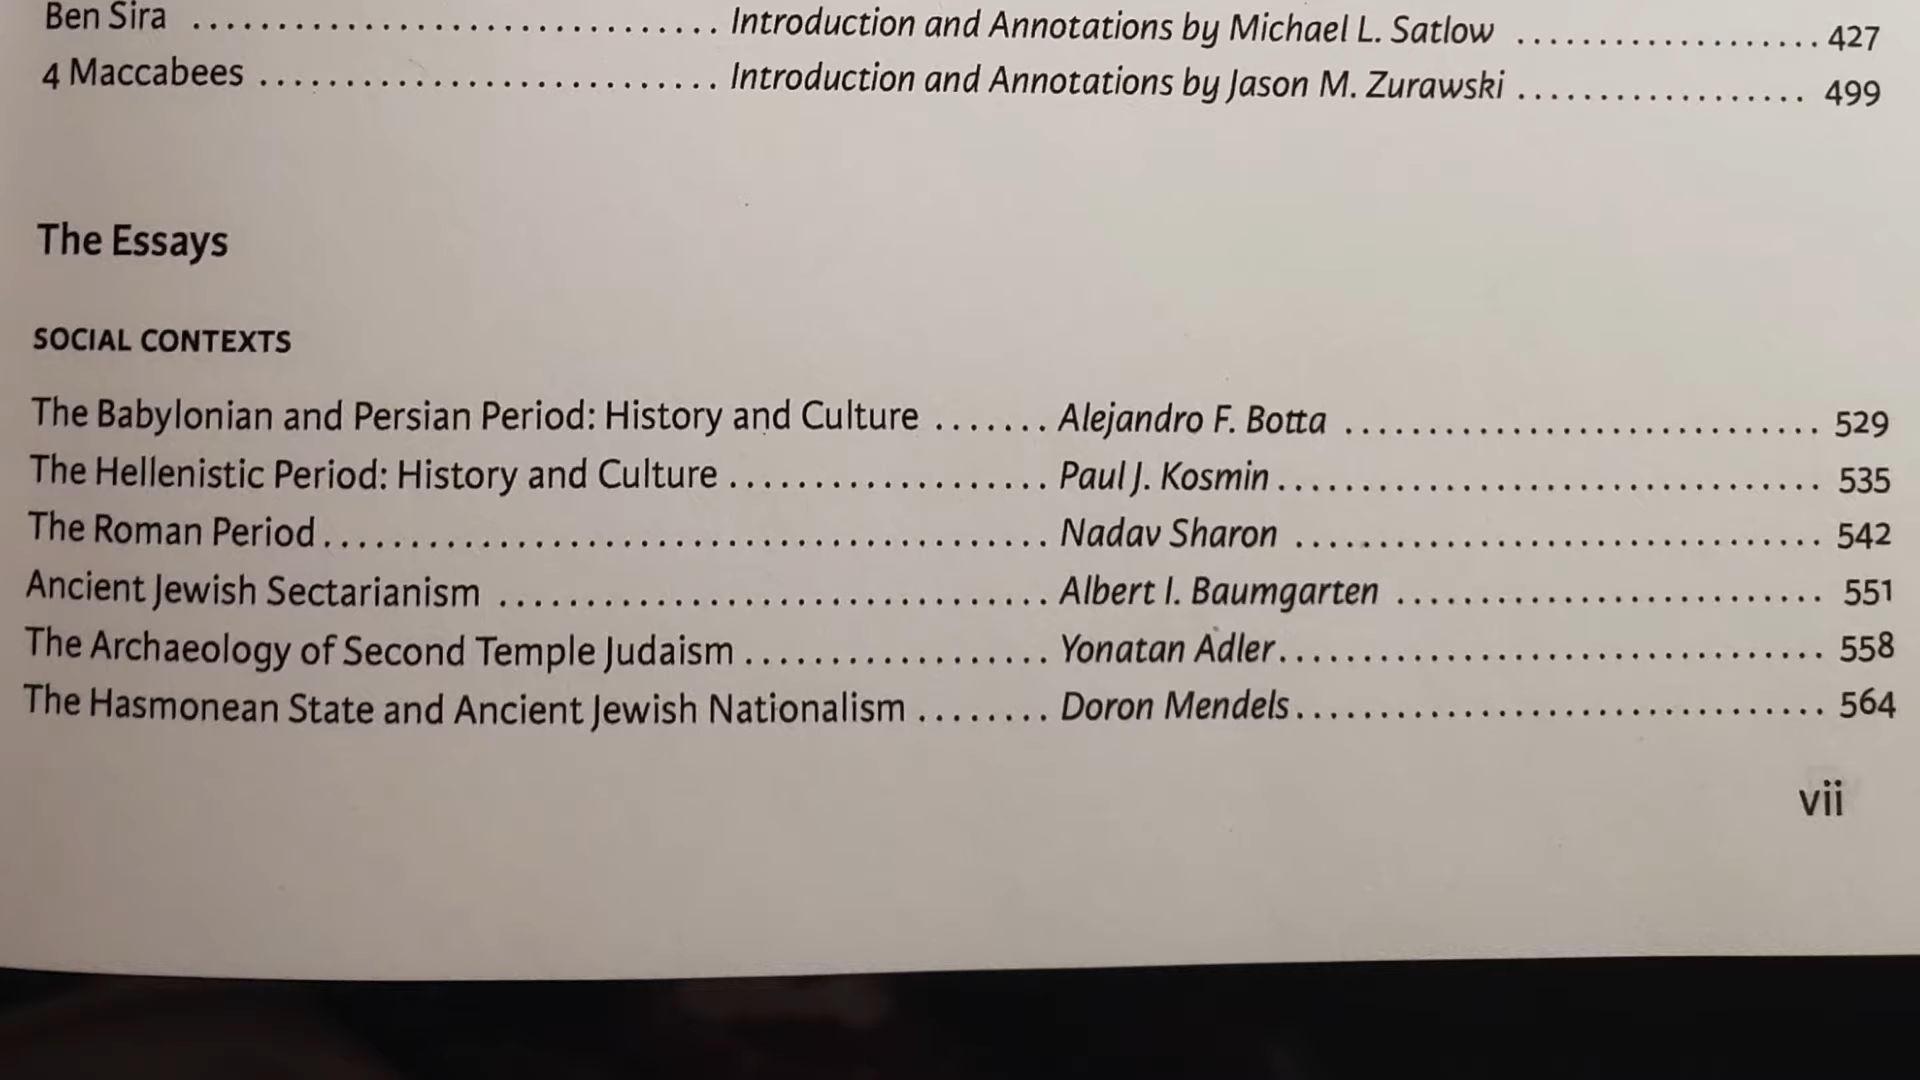 Ben Sira .............................. Introduction and Annotations by Michael L. Satlow ................... 427
4 Maccabees ........................... Introduction and Annotations by Jason M. Zurawski .................. 499
The Essays
SOCIAL CONTEXTS
The Babylonian and Persian Period: History and Culture ....... Alejandro F. Botta .............................. 529
The Hellenistic Period: History and Culture ................... Paul J. Kosmin .................................. 535
The Roman Period .............................................. Nadav Sharon ................................. 542
Ancient Jewish Sectarianism ................................... Albert I. Baumgarten ........................... 551
The Archaeology of Second Temple Judaism ................... Yonatan Adler .................................. 558
The Hasmonean State and Ancient Jewish Nationalism ........ Doron Mendels ................................. 564
vii